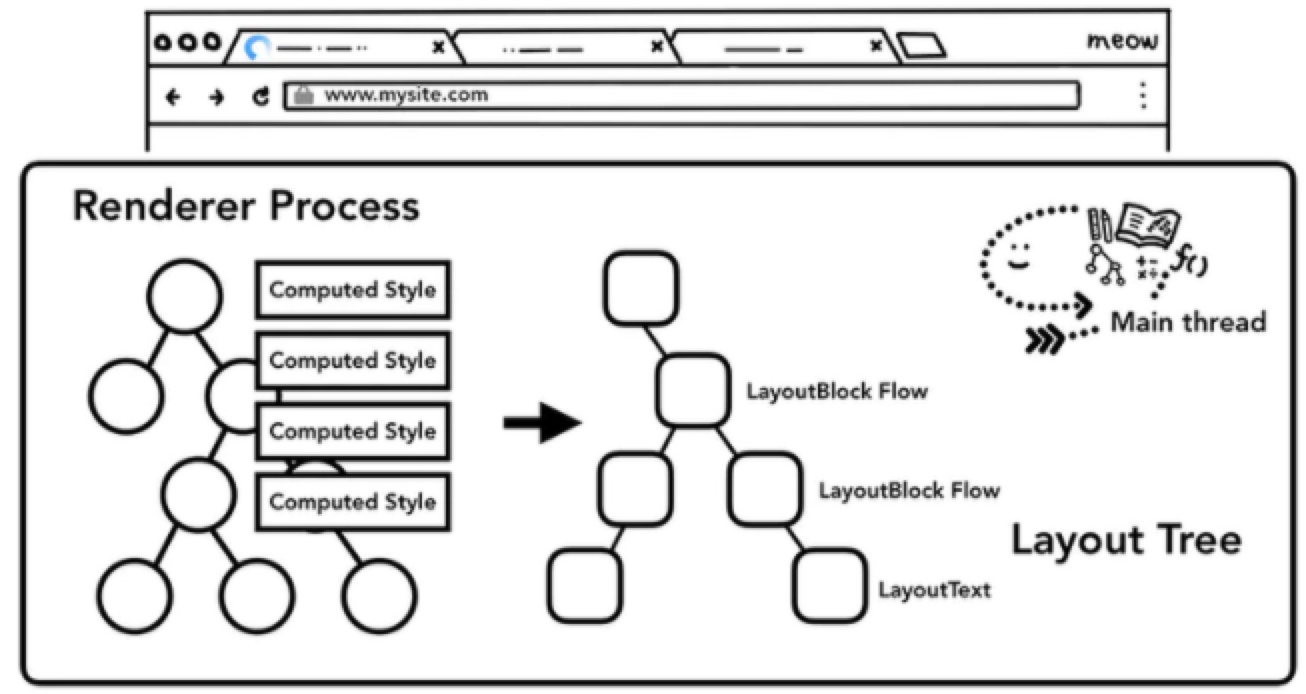 meow
www.mysite.com
Renderer Process
Computed Style
Computed Style
Computed Style
Computed Style
LayoutBlock Flow
LayoutBlock Flow
LayoutText
Layout Tree
f()
Main thread